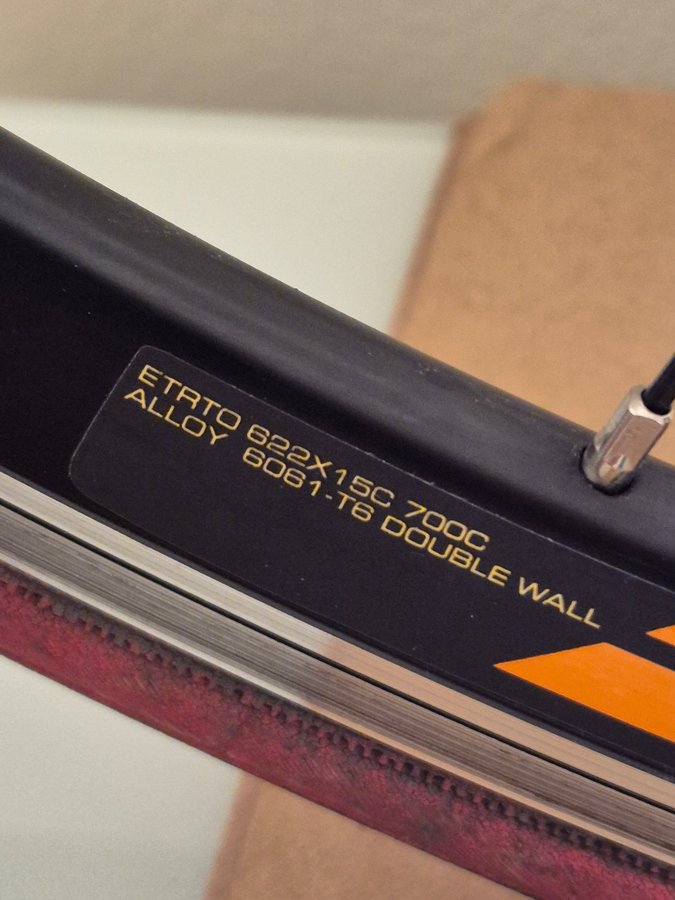 ETRTO 622X15C 700C
ALLOY 6061-T6 DOUBLE WALL